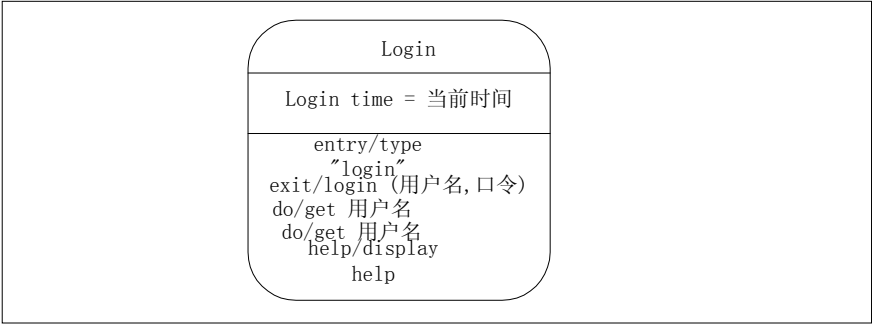 Login
Login time = 当前时间
entry/type
"login"
exit/login (用户名,口令)
do/get 用户名
do/get 用户名
help/display
help